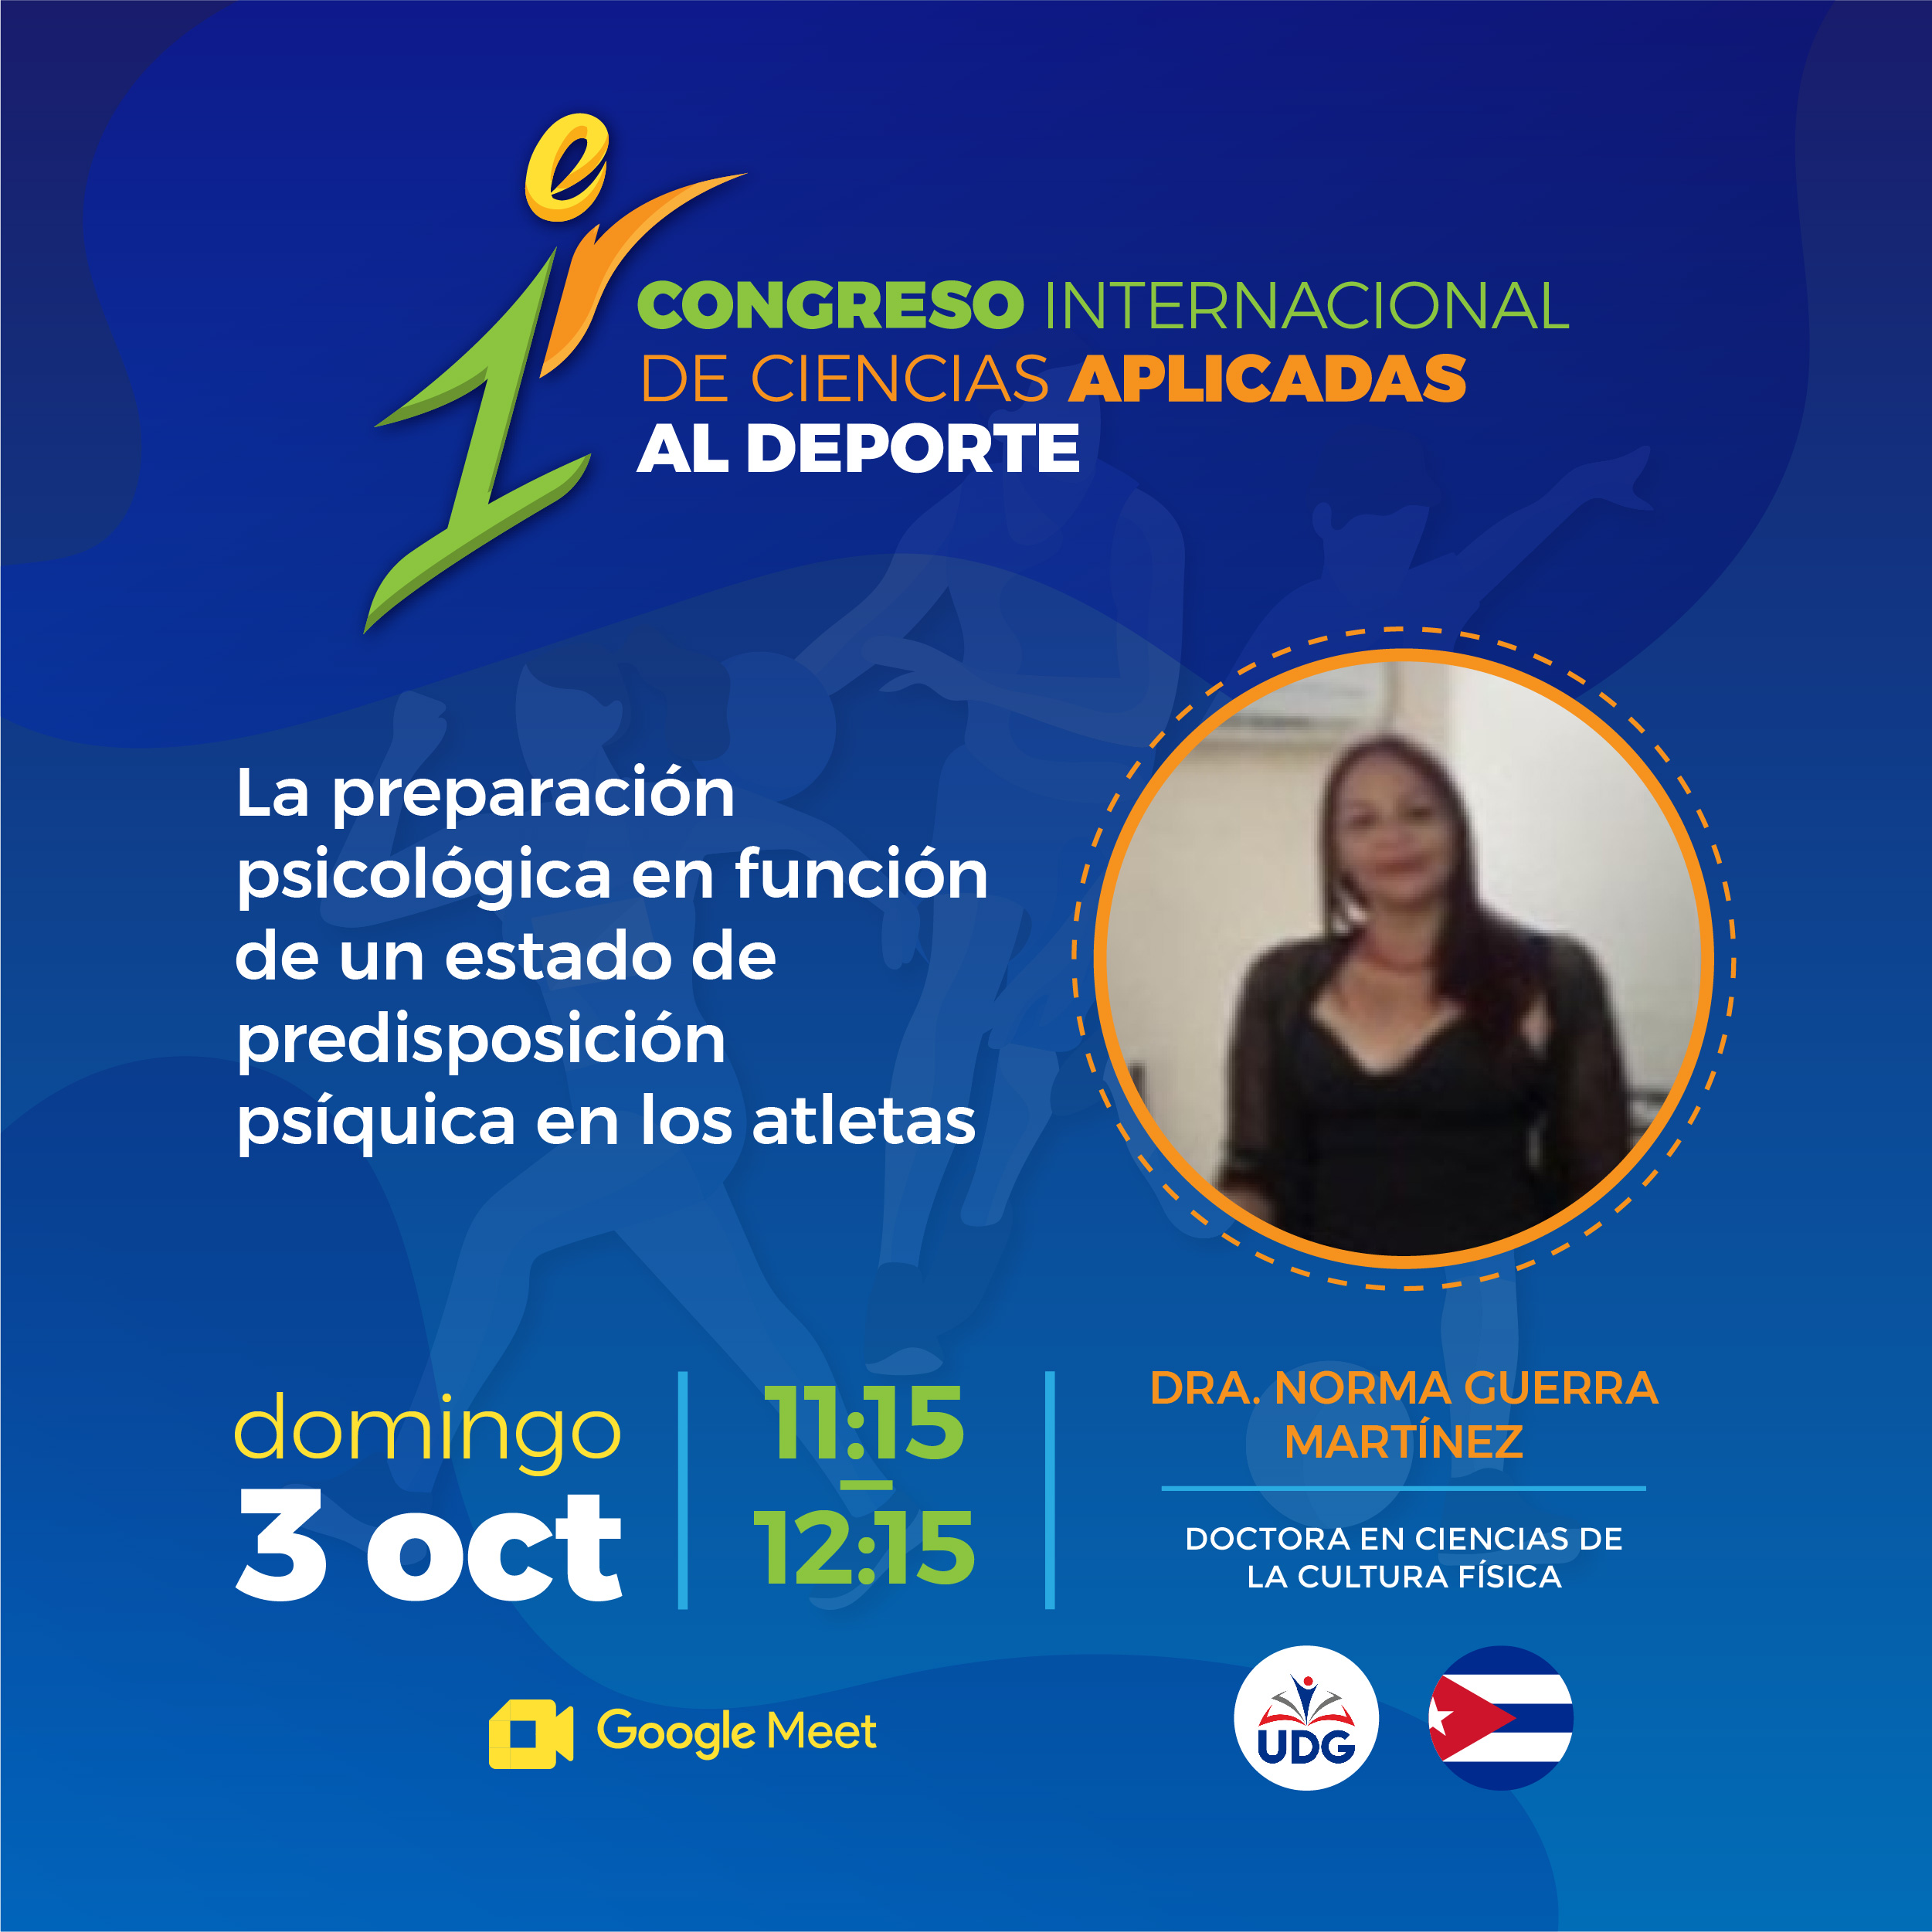 1er
CONGRESO INTERNACIONAL
DE CIENCIAS APLICADAS
AL DEPORTE
La preparación
psicológica en función
de un estado de
predisposición
psíquica en los atletas
domingo
3 oct
11:15
–
12:15
DRA. NORMA GUERRA
MARTÍNEZ
DOCTORA EN CIENCIAS DE
LA CULTURA FÍSICA
Google Meet
UDG